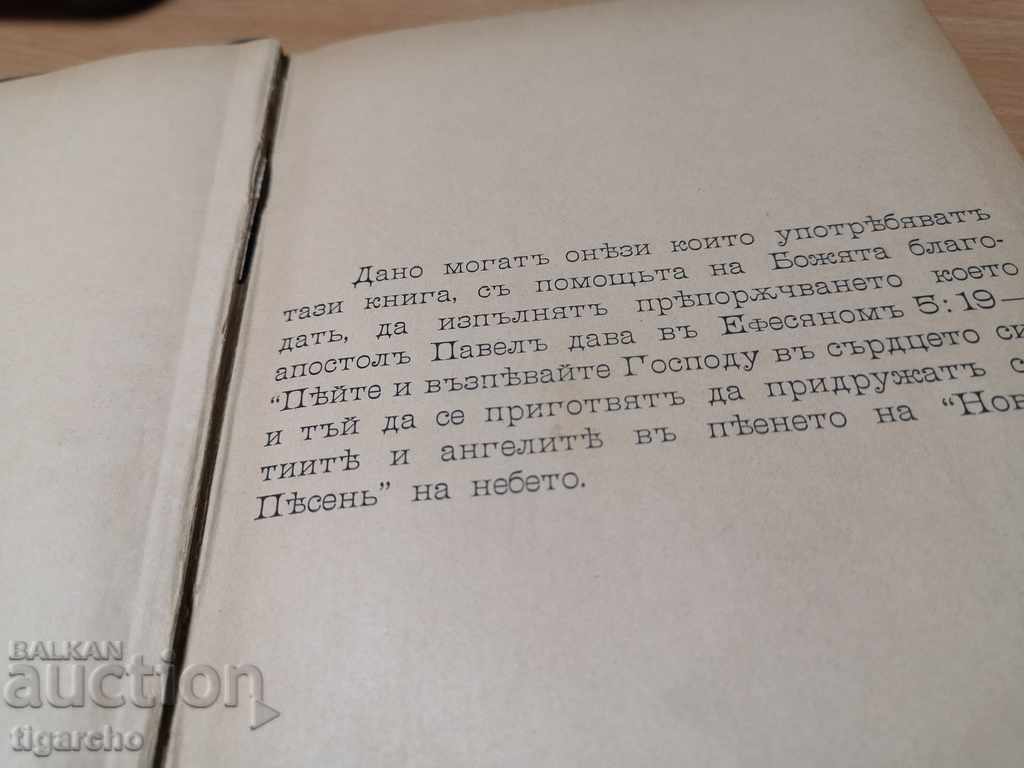 Дано могатъ онѣзи които употрѣбяватъ
тази книга, съ помощьта на Божята благо-
дать, да изпълнятъ прѣпорѫчването което
апостолъ Павелъ дава въ Ефесяномъ 5:19—
“Пѣйте и възпѣвайте Господу въ сърдцето си
и тъй да се приготвятъ да придружатъ
тиитѣ и ангелитѣ въ пѣенето на “Нов
Пѣсень” на небето.
BALKAN
auction
tigarcho